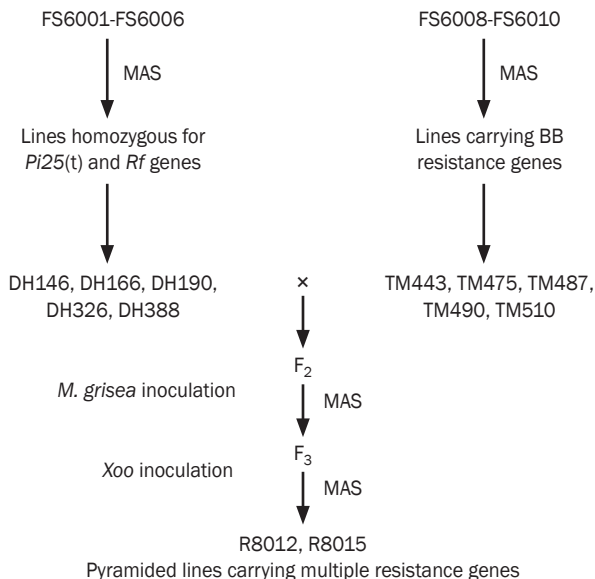 FS6001-FS6006
MAS
Lines homozygous for
Pi25(t) and Rf genes
DH146, DH166, DH190,
DH326, DH388
FS6008-FS6010
MAS
Lines carrying BB
resistance genes
TM443, TM475, TM487,
TM490, TM510
×
F2
M. grisea inoculation
MAS
F3
Xoo inoculation
MAS
R8012, R8015
Pyramided lines carrying multiple resistance genes